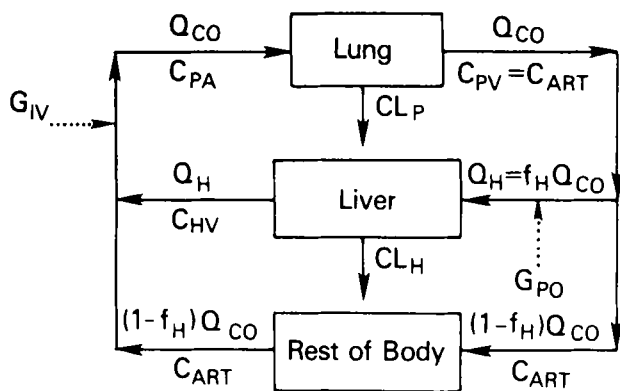 Q_CO
Lung
Q_CO
C_PA
C_PV = C_ART
G_IV
CL_P
Q_H
Liver
Q_H = f_H Q_CO
C_HV
CL_H
G_PO
(1-f_H) Q_CO
Rest of Body
(1-f_H) Q_CO
C_ART
C_ART